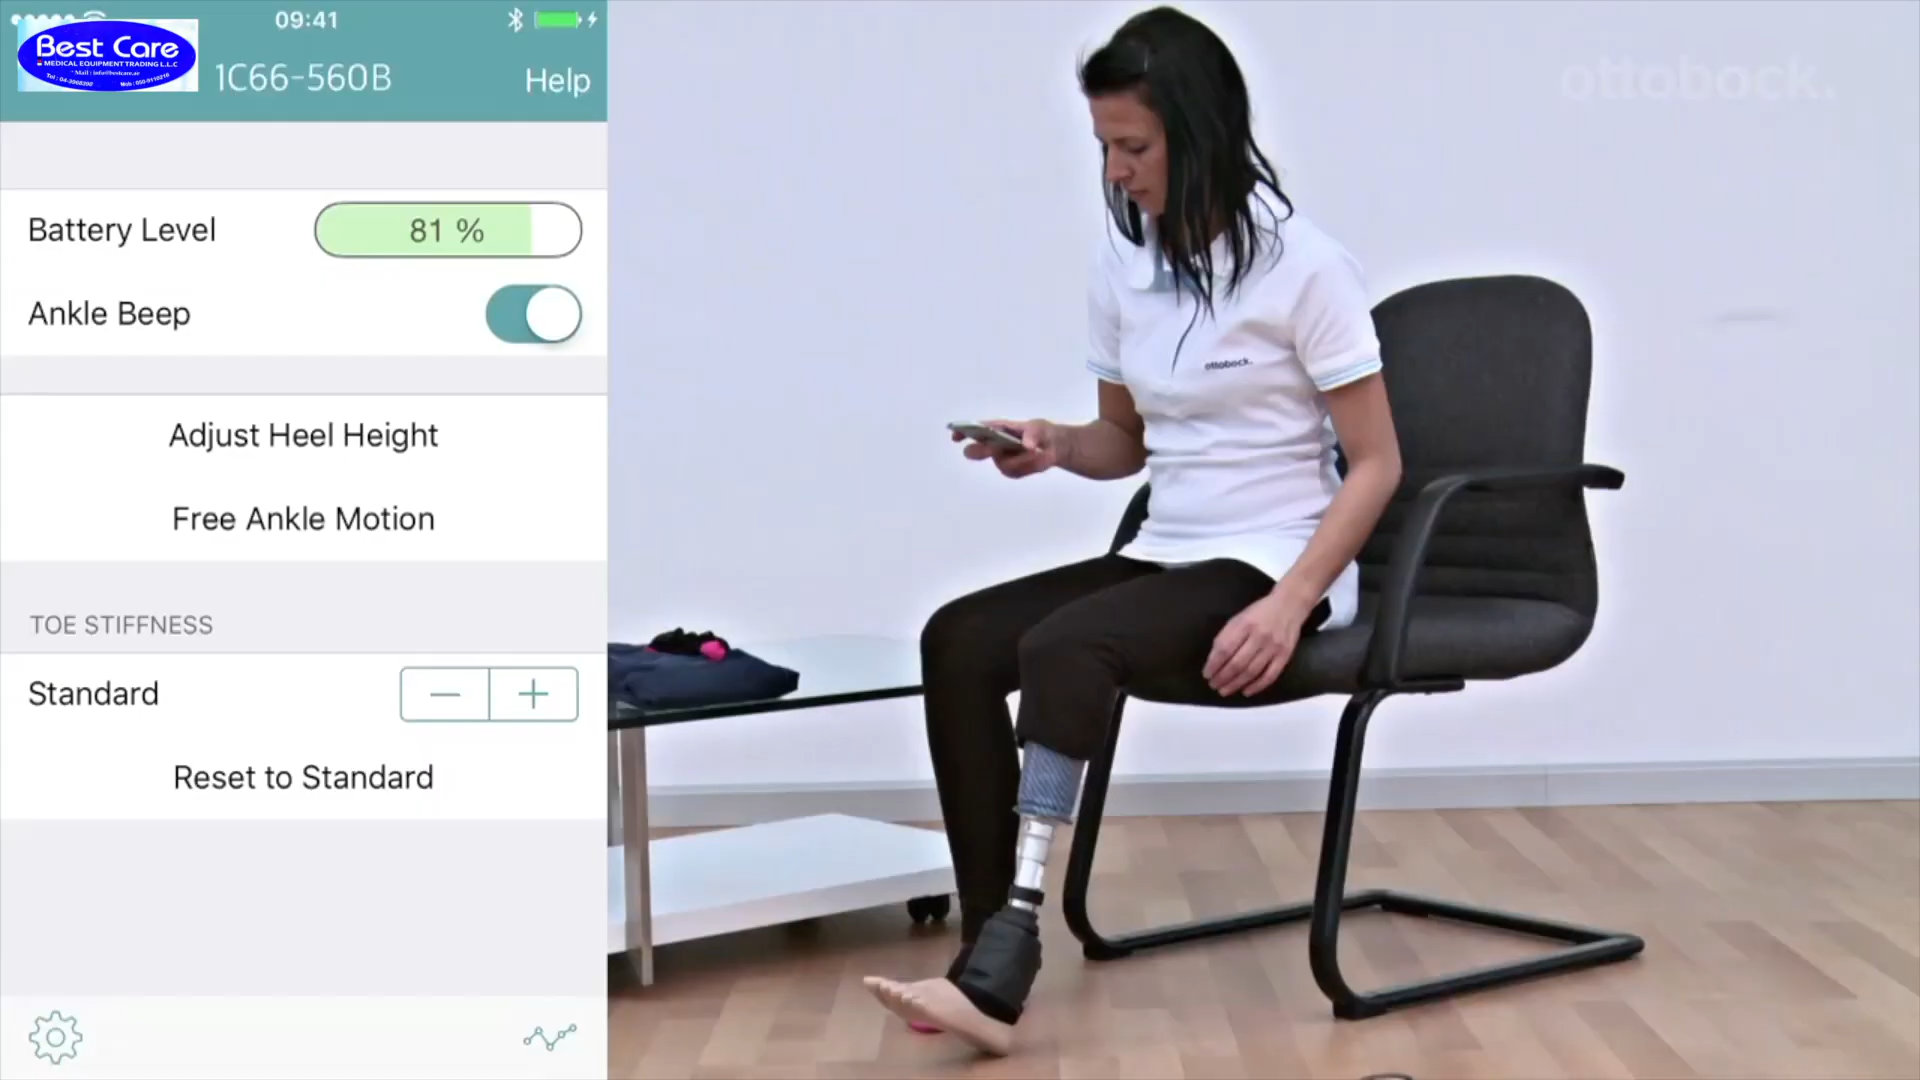 09:41
Best Care
MEDICAL EQUIPMENT TRADING L.L.C
1C66-560B
Help
ottobock.
Battery Level
81 %
Ankle Beep
ottobock.
Adjust Heel Height
Free Ankle Motion
TOE STIFFNESS
Standard
Reset to Standard